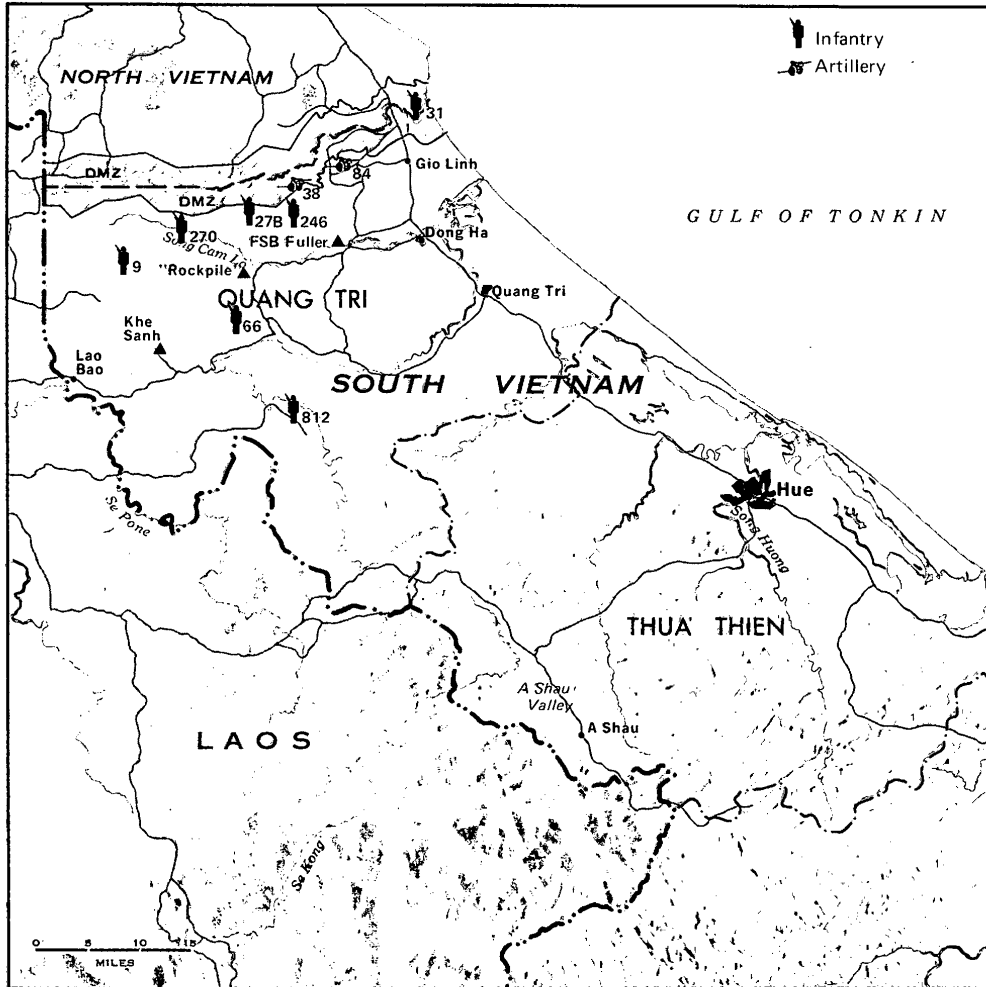 Infantry
Artillery
NORTH VIETNAM
31
DMZ
84
Gio Linh
38
DMZ
27B
246
GULF OF TONKIN
270
FSB Fuller
Dong Ha
Song Cam Lo
9
"Rockpile"
QUANG TRI
Quang Tri
66
Khe
Sanh
Lao
Bao
SOUTH VIETNAM
812
Se Pone
Hue
Song Huong
THUA THIEN
A Shau
Valley
A Shau
LAOS
Se Kong
0 5 10 15
MILES